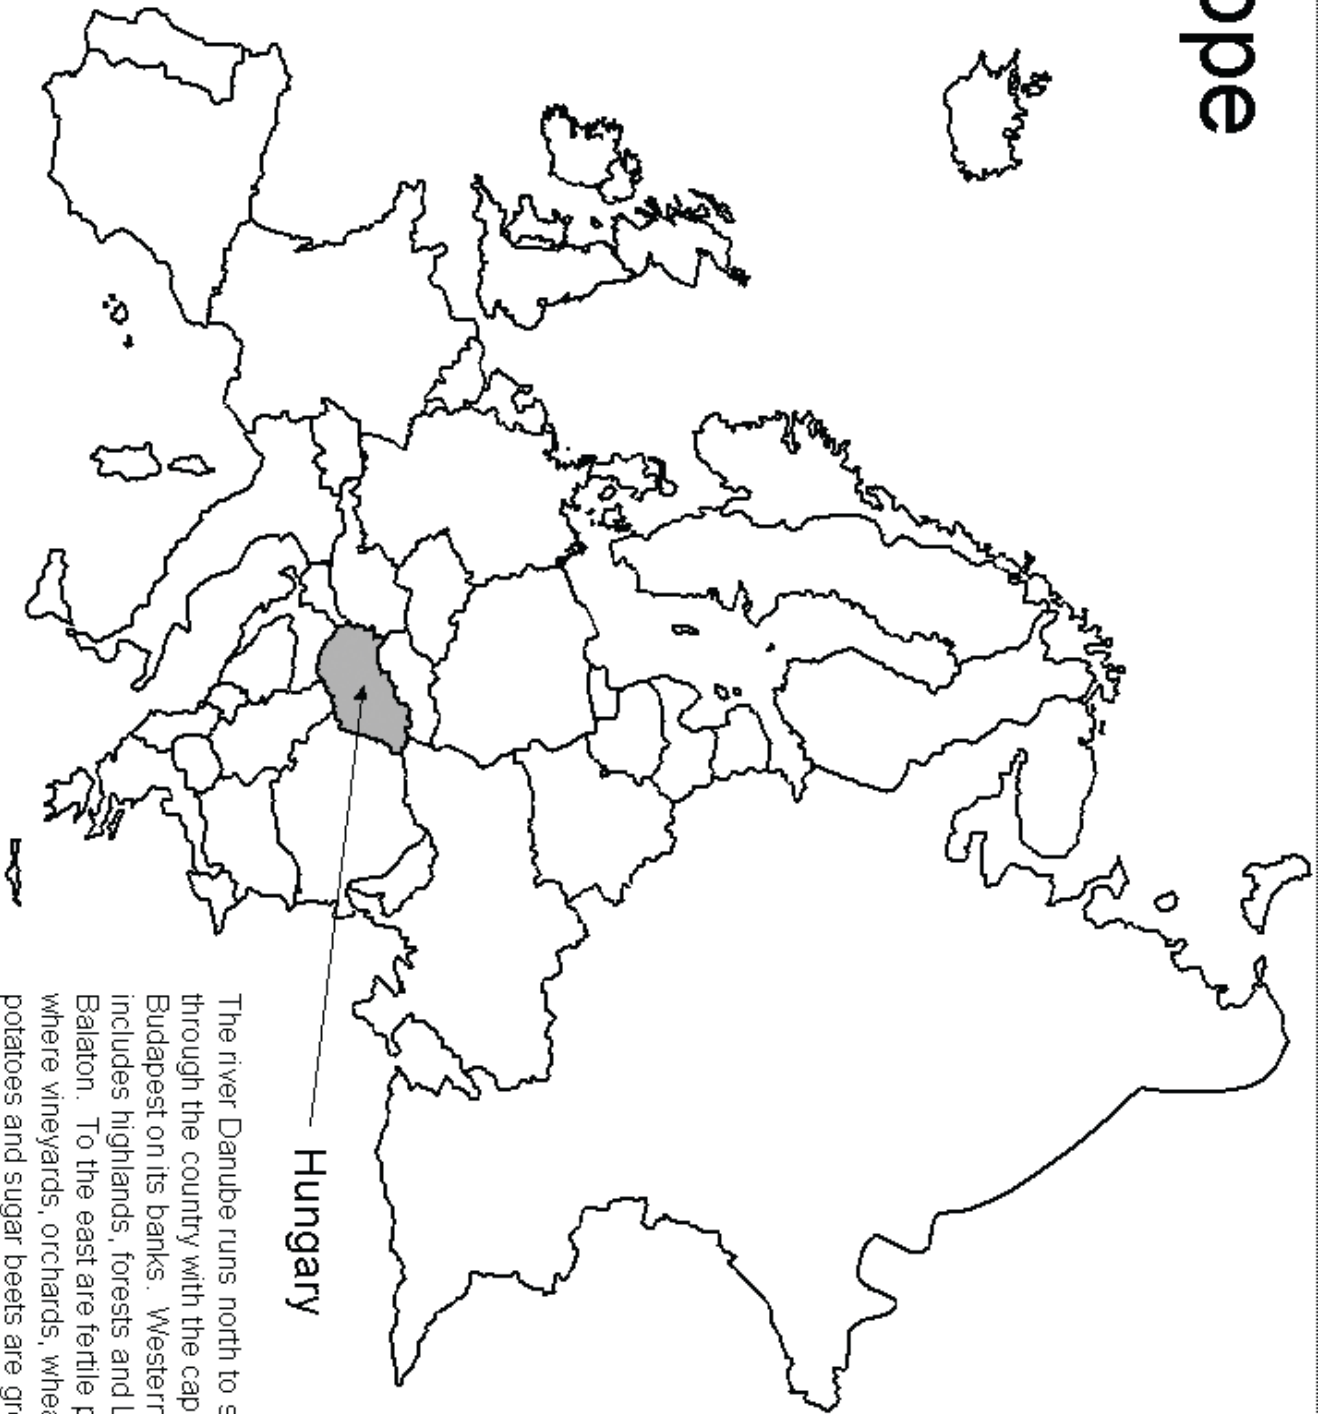 ope
Hungary
The river Danube runs north to s
through the country with the cap
Budapest on its banks. Western
includes highlands, forests and L
Balaton. To the east are fertile p
where vineyards, orchards, whea
potatoes and sugar beets are gr